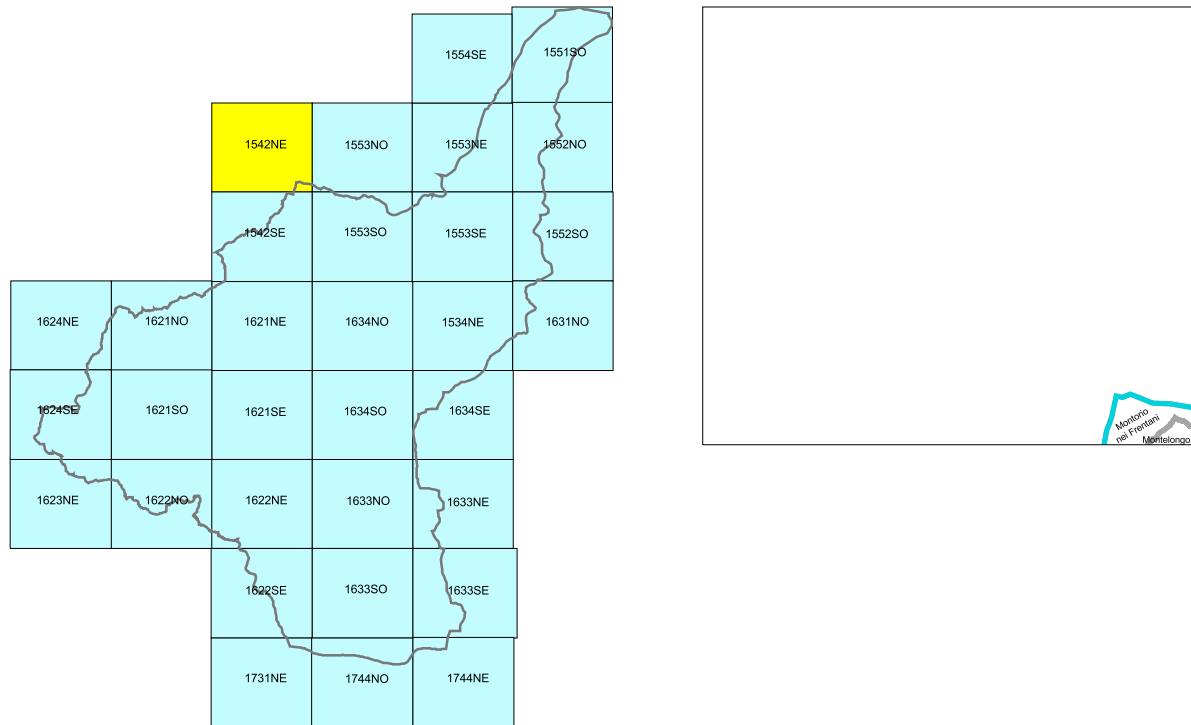 1554SE
1551SO
1542NE
1553NO
1553NE
1552NO
1542SE
1553SO
1553SE
1552SO
1624NE
1621NO
1621NE
1634NO
1534NE
1631NO
1624SE
1621SO
1621SE
1634SO
1634SE
1623NE
1622NO
1622NE
1633NO
1633NE
1622SE
1633SO
1633SE
1731NE
1744NO
1744NE
Montorio
nei Frentani
Montelongo